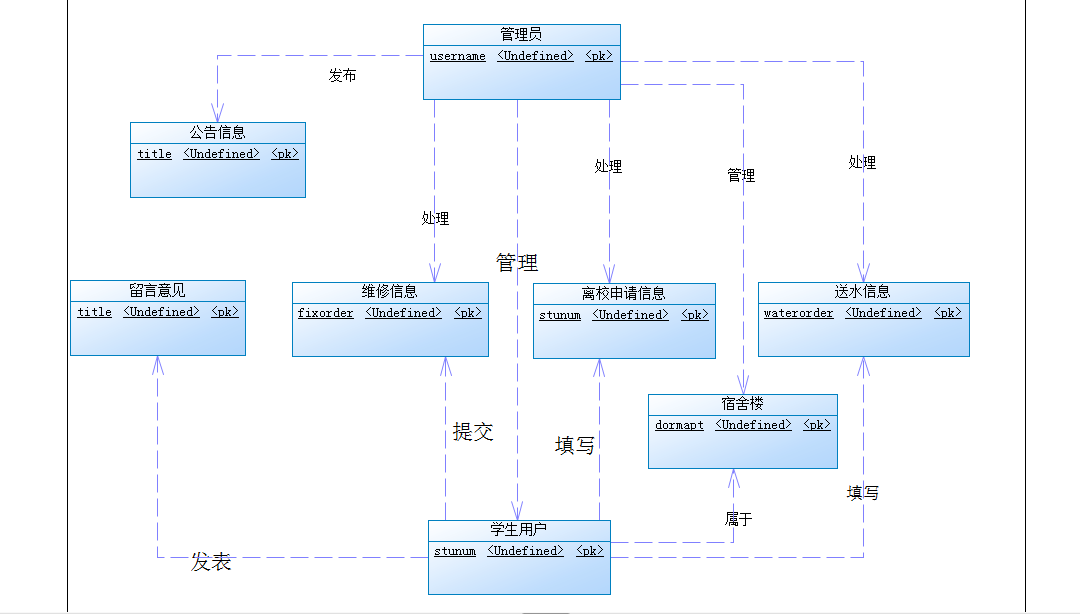 管理员
username <Undefined> <pk>
发布
公告信息
title <Undefined> <pk>
处理
处理
管理
处理
管理
留言意见
title <Undefined> <pk>
维修信息
fixorder <Undefined> <pk>
离校申请信息
stunum <Undefined> <pk>
送水信息
waterorder <Undefined> <pk>
宿舍楼
dormapt <Undefined> <pk>
提交
填写
填写
属于
学生用户
stunum <Undefined> <pk>
发表